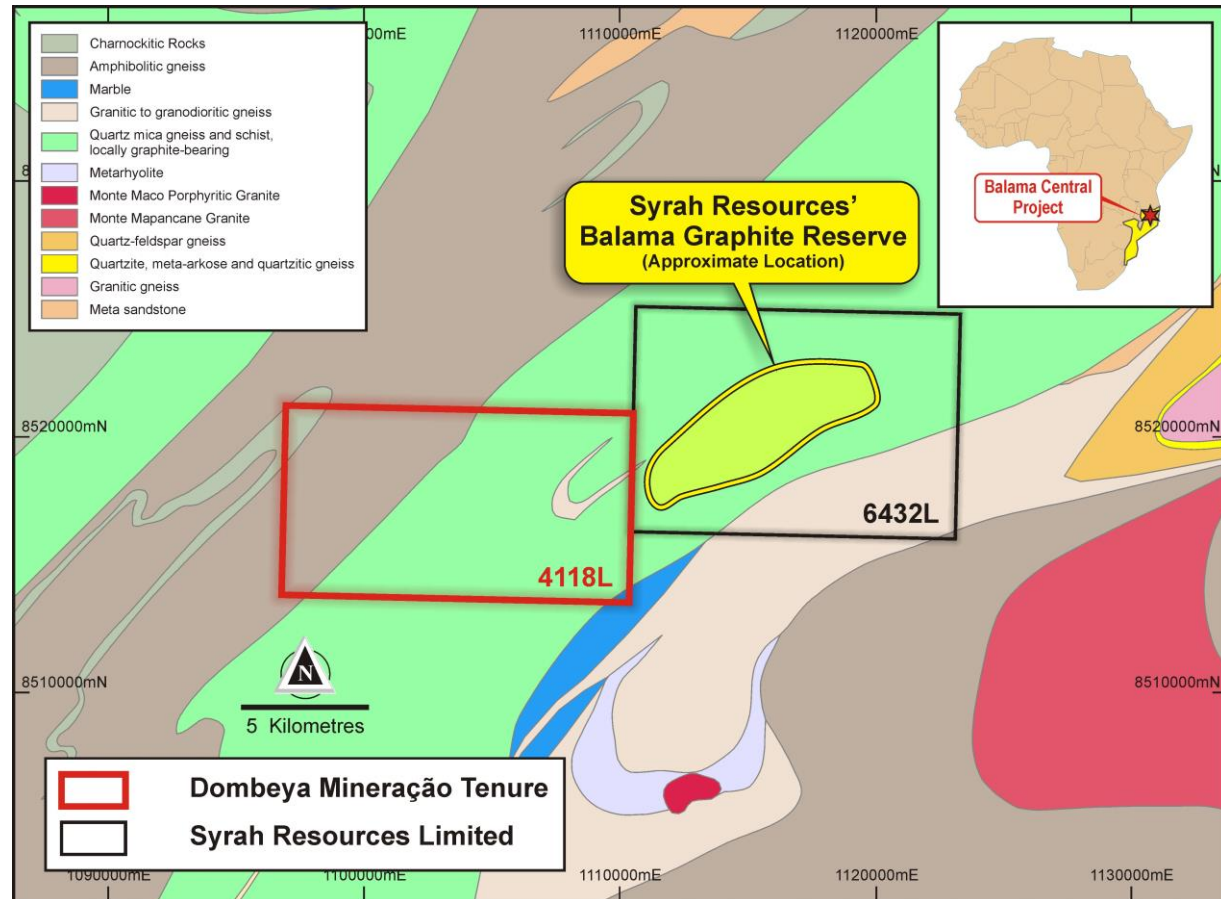 00mE
1110000mE
1120000mE
Charnockitic Rocks
Amphibolitic gneiss
Marble
Granitic to granodioritic gneiss
Quartz mica gneiss and schist,
locally graphite-bearing
Metarhyolite
Monte Maco Porphyritic Granite
Monte Mapancane Granite
Quartz-feldspar gneiss
Quartzite, meta-arkose and quartzitic gneiss
Granitic gneiss
Meta sandstone
Balama Central
Project
Syrah Resources’
Balama Graphite Reserve
(Approximate Location)
8520000mN
8520000mN
6432L
4118L
N
5 Kilometres
8510000mN
8510000mN
Dombeya Mineração Tenure
Syrah Resources Limited
1090000mE
1100000mE
1110000mE
1120000mE
1130000mE